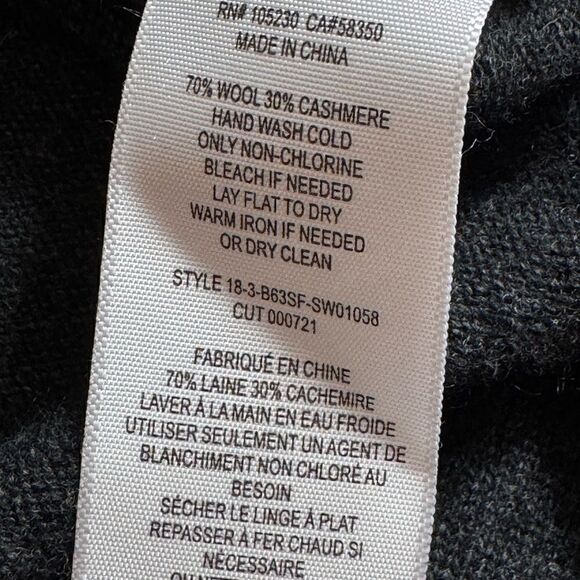 RN# 105230 CA#58350
MADE IN CHINA
70% WOOL 30% CASHMERE
HAND WASH COLD
ONLY NON-CHLORINE
BLEACH IF NEEDED
LAY FLAT TO DRY
WARM IRON IF NEEDED
OR DRY CLEAN
STYLE 18-3-B63SF-SW01058
CUT 000721
FABRIQUÉ EN CHINE
70% LAINE 30% CACHEMIRE
LAVER À LA MAIN EN EAU FROIDE
UTILISER SEULEMENT UN AGENT DE
BLANCHIMENT NON CHLORÉ AU
BESOIN
SÉCHER LE LINGE À PLAT
REPASSER À FER CHAUD SI
NÉCESSAIRE